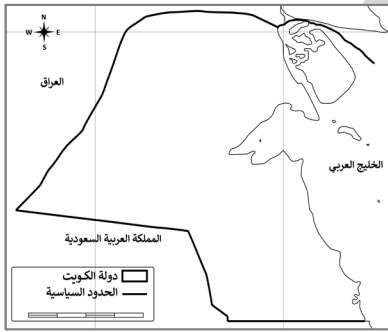 N
W E
S
العراق
الخليج العربي
المملكة العربية السعودية
دولة الكويت
الحدود السياسية